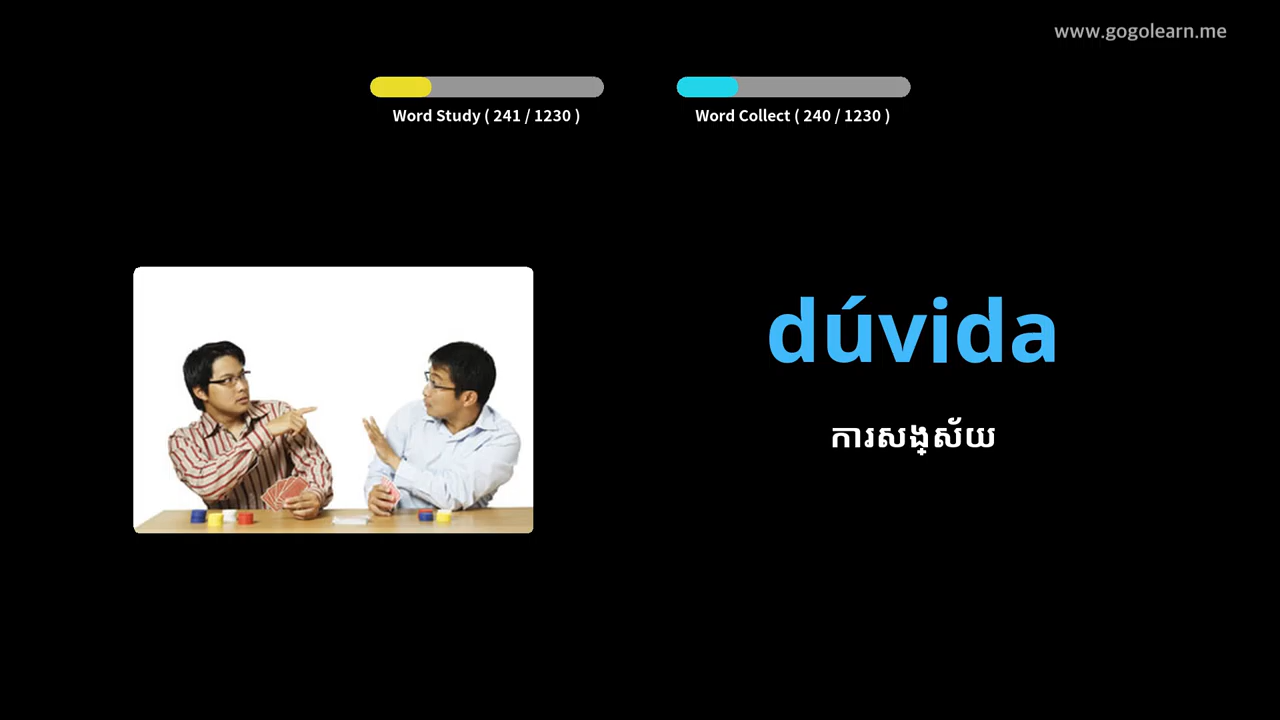 www.gogolearn.me
Word Study ( 241 / 1230 )
Word Collect ( 240 / 1230 )
dúvida
ការសង្ស័យ